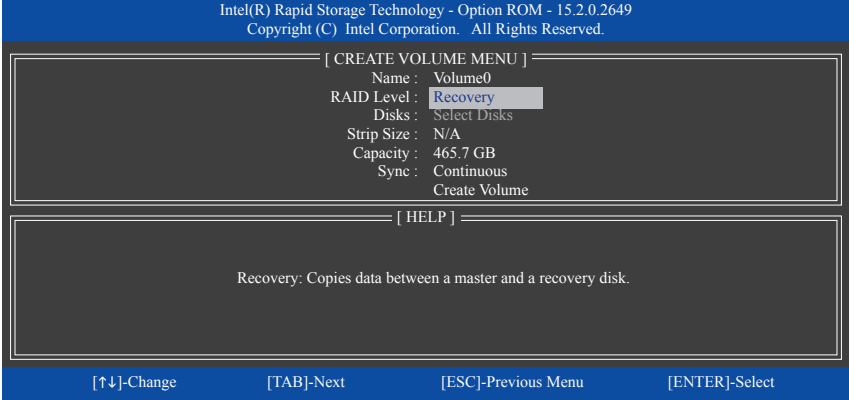 Intel(R) Rapid Storage Technology - Option ROM - 15.2.0.2649
Copyright (C) Intel Corporation. All Rights Reserved.
[ CREATE VOLUME MENU ]
Name : Volume0
RAID Level : Recovery
Disks : Select Disks
Strip Size : N/A
Capacity : 465.7 GB
Sync : Continuous
Create Volume
[ HELP ]
Recovery: Copies data between a master and a recovery disk.
[↑↓]-Change [TAB]-Next [ESC]-Previous Menu [ENTER]-Select